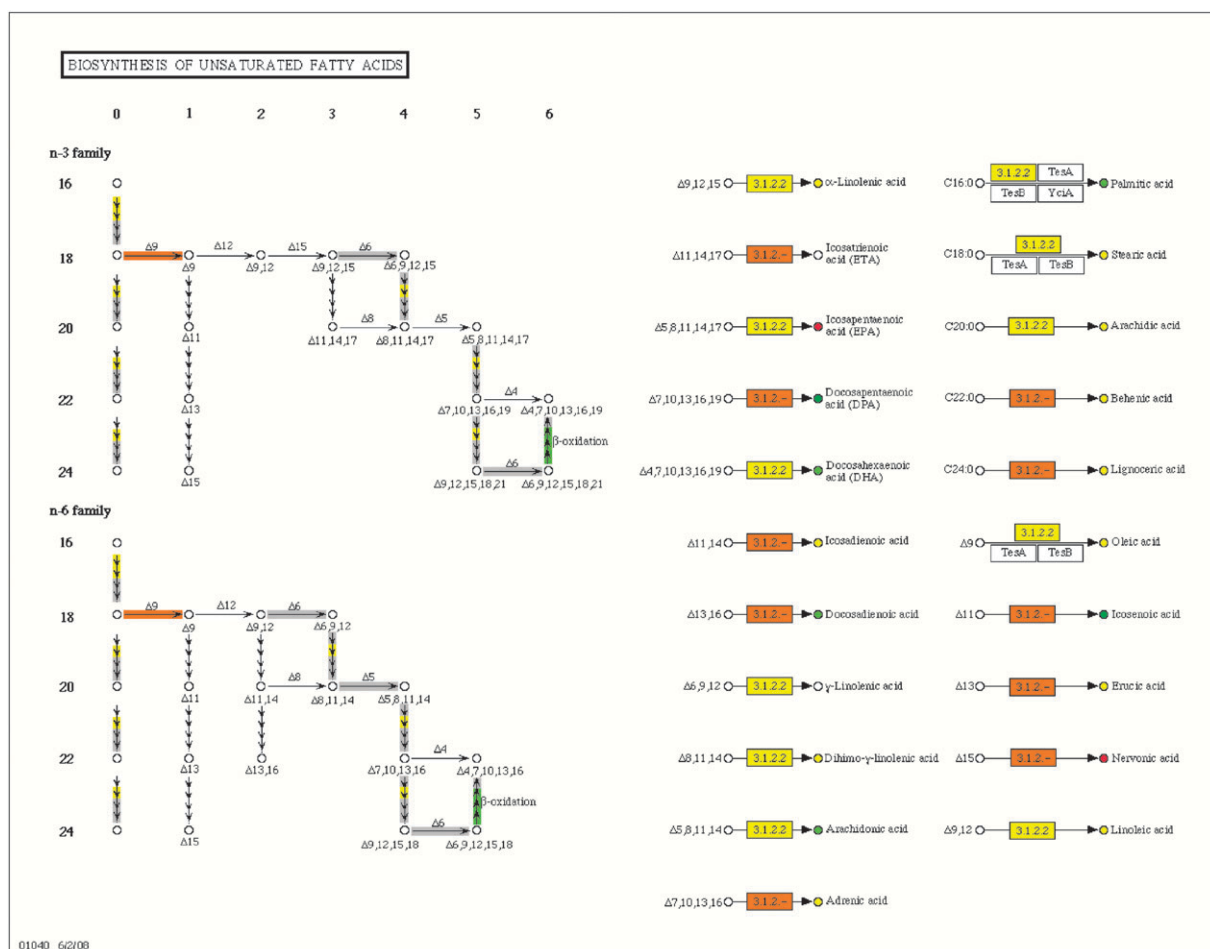 BIOSYNTHESIS OF UNSATURATED FATTY ACIDS
0 1 2 3 4 5 6
n-3 family
16
Δ9 Δ12 Δ15 Δ6
18
Δ9 Δ9,12 Δ9,12,15 Δ6,9,12,15
Δ8 Δ5
20
Δ11 Δ11,14,17 Δ8,11,14,17 Δ5,8,11,14,17
Δ4
22
Δ13 Δ7,10,13,16,19 Δ4,7,10,13,16,19
β-oxidation
Δ6
24
Δ15 Δ9,12,15,18,21 Δ6,9,12,15,18,21
n-6 family
16
Δ9 Δ12 Δ6
18
Δ9 Δ9,12 Δ6,9,12
Δ8 Δ5
20
Δ11 Δ11,14 Δ8,11,14 Δ5,8,11,14
Δ4
22
Δ13 Δ13,16 Δ7,10,13,16 Δ4,7,10,13,16
β-oxidation
Δ6
24
Δ15 Δ9,12,15,18 Δ6,9,12,15,18
Δ9,12,15 3.1.2.2 α-Linolenic acid
Δ11,14,17 3.1.2.- Icosatrienoic
acid (ETA)
Δ5,8,11,14,17 3.1.2.2 Icosapentaenoic
acid (EPA)
Δ7,10,13,16,19 3.1.2.- Docosapentaenoic
acid (DPA)
Δ4,7,10,13,16,19 3.1.2.2 Docosahexaenoic
acid (DHA)
Δ11,14 3.1.2.- Icosadienoic acid
Δ13,16 3.1.2.- Docosadienoic acid
Δ6,9,12 3.1.2.2 γ-Linolenic acid
Δ8,11,14 3.1.2.2 Dihimo-γ-linolenic acid
Δ5,8,11,14 3.1.2.2 Arachidonic acid
Δ7,10,13,16 3.1.2.- Adrenic acid
3.1.2.2 TesA
C16:0 Palmitic acid
TesB YciA
3.1.2.2
C18:0 Stearic acid
TesA TesB
C20:0 3.1.2.2 Arachidic acid
C22:0 3.1.2.- Behenic acid
C24:0 3.1.2.- Lignoceric acid
3.1.2.2
Δ9 Oleic acid
TesA TesB
Δ11 3.1.2.- Icosenoic acid
Δ13 3.1.2.- Erucic acid
Δ15 3.1.2.- Nervonic acid
Δ9,12 3.1.2.2 Linoleic acid
01040 6/2/08